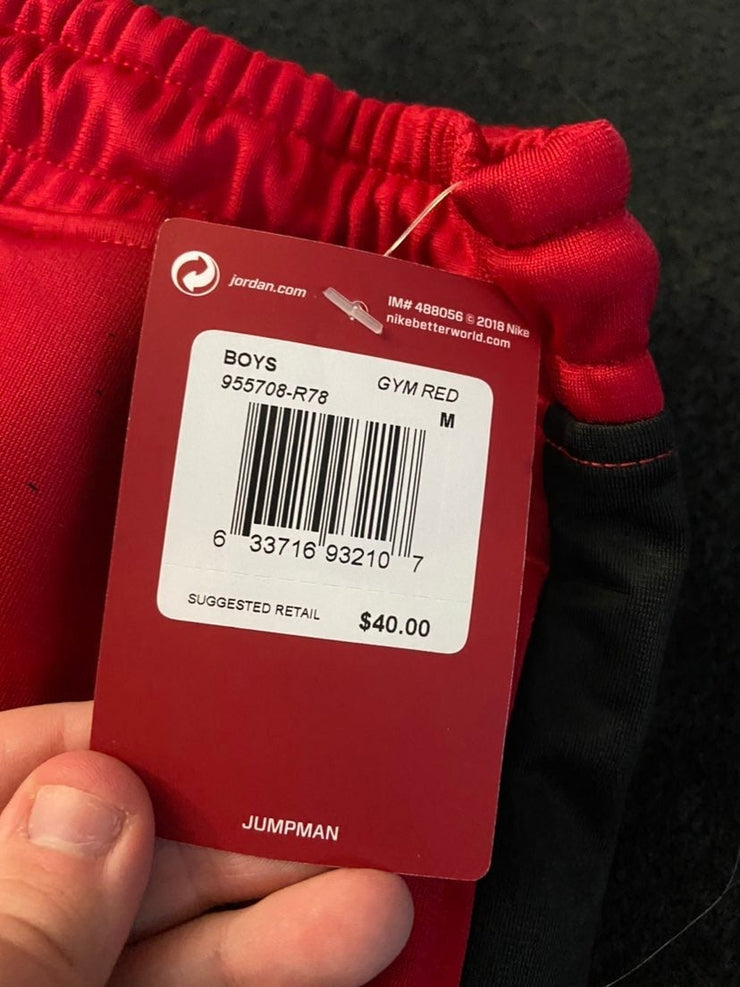 jordan.com
IM# 488056 © 2018 Nike
nikebetterworld.com
BOYS
955708-R78
GYM RED
M
6 33716 93210 7
SUGGESTED RETAIL
$40.00
JUMPMAN